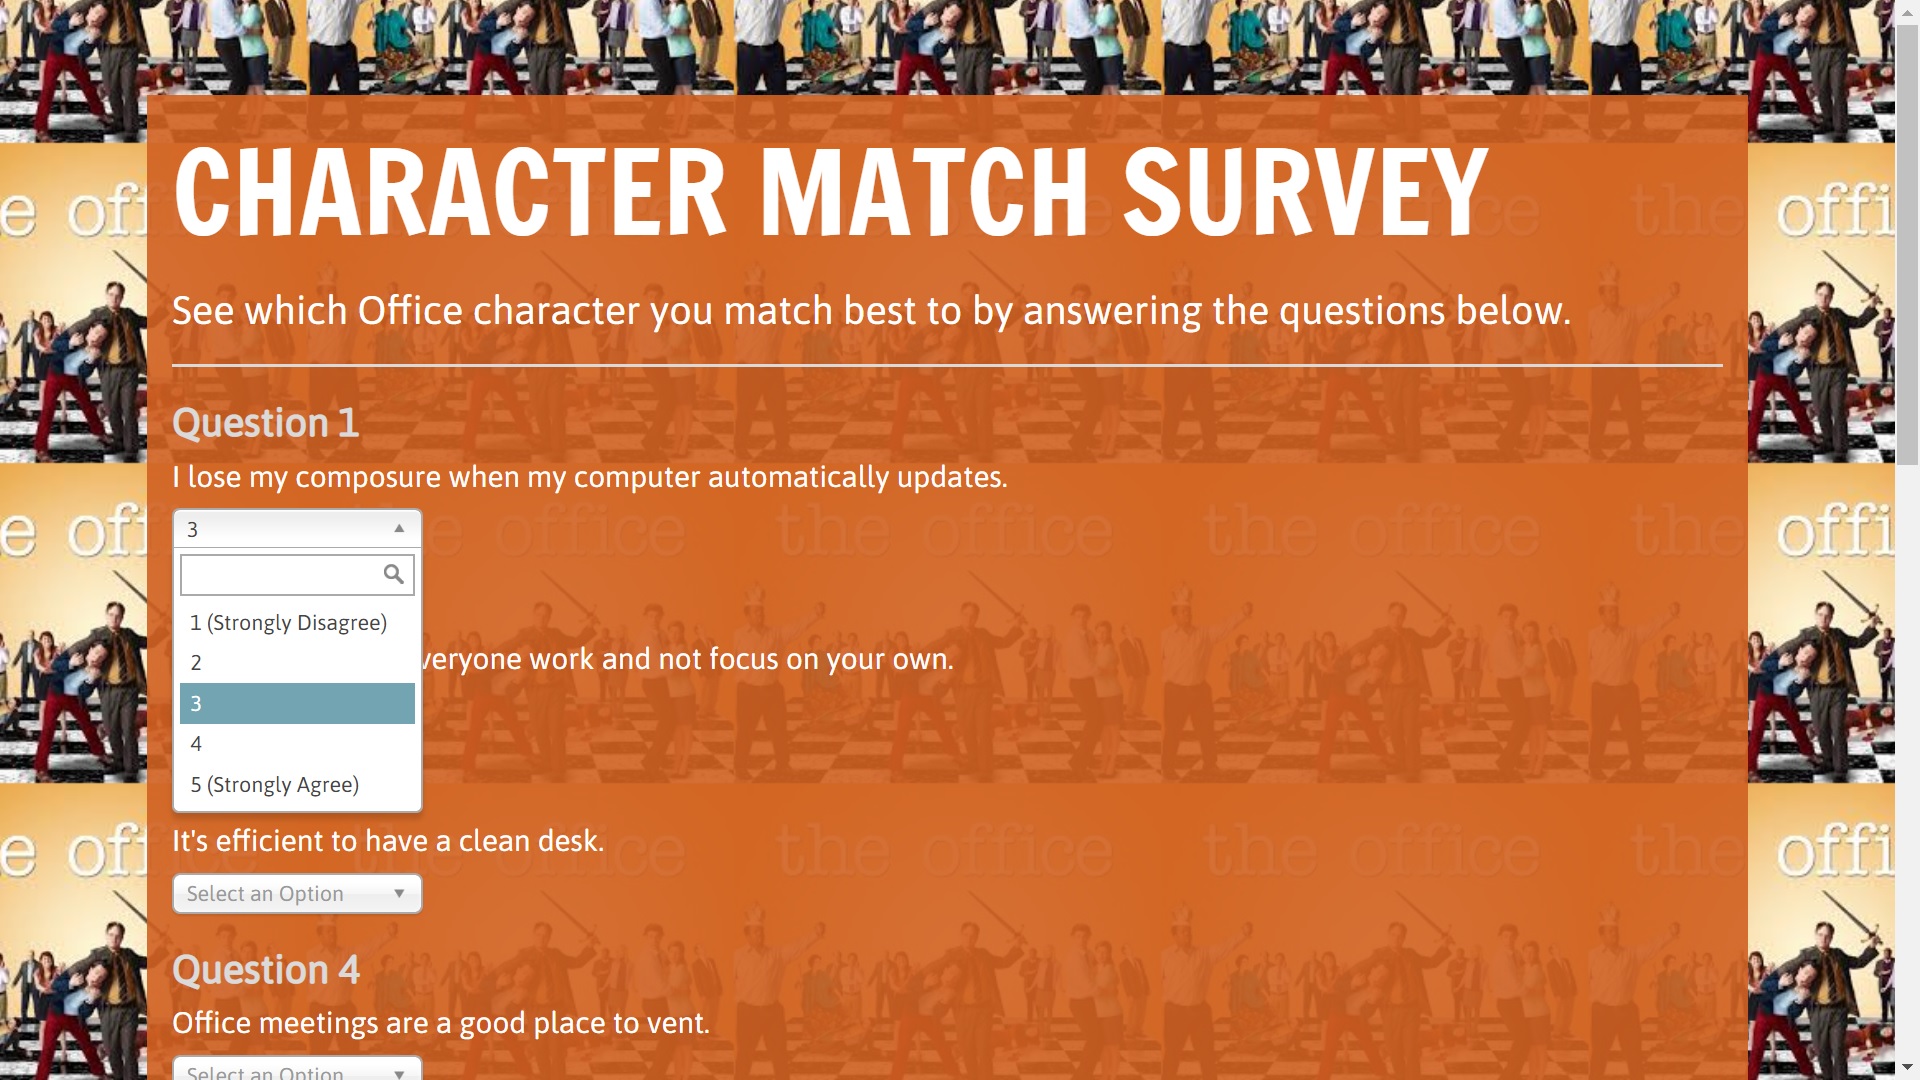 CHARACTER MATCH SURVEY
See which Office character you match best to by answering the questions below.
Question 1
I lose my composure when my computer automatically updates.
3
1 (Strongly Disagree)
2
veryone work and not focus on your own.
3
4
5 (Strongly Agree)
It's efficient to have a clean desk.
Select an Option
Question 4
Office meetings are a good place to vent.
Select an Option
the office